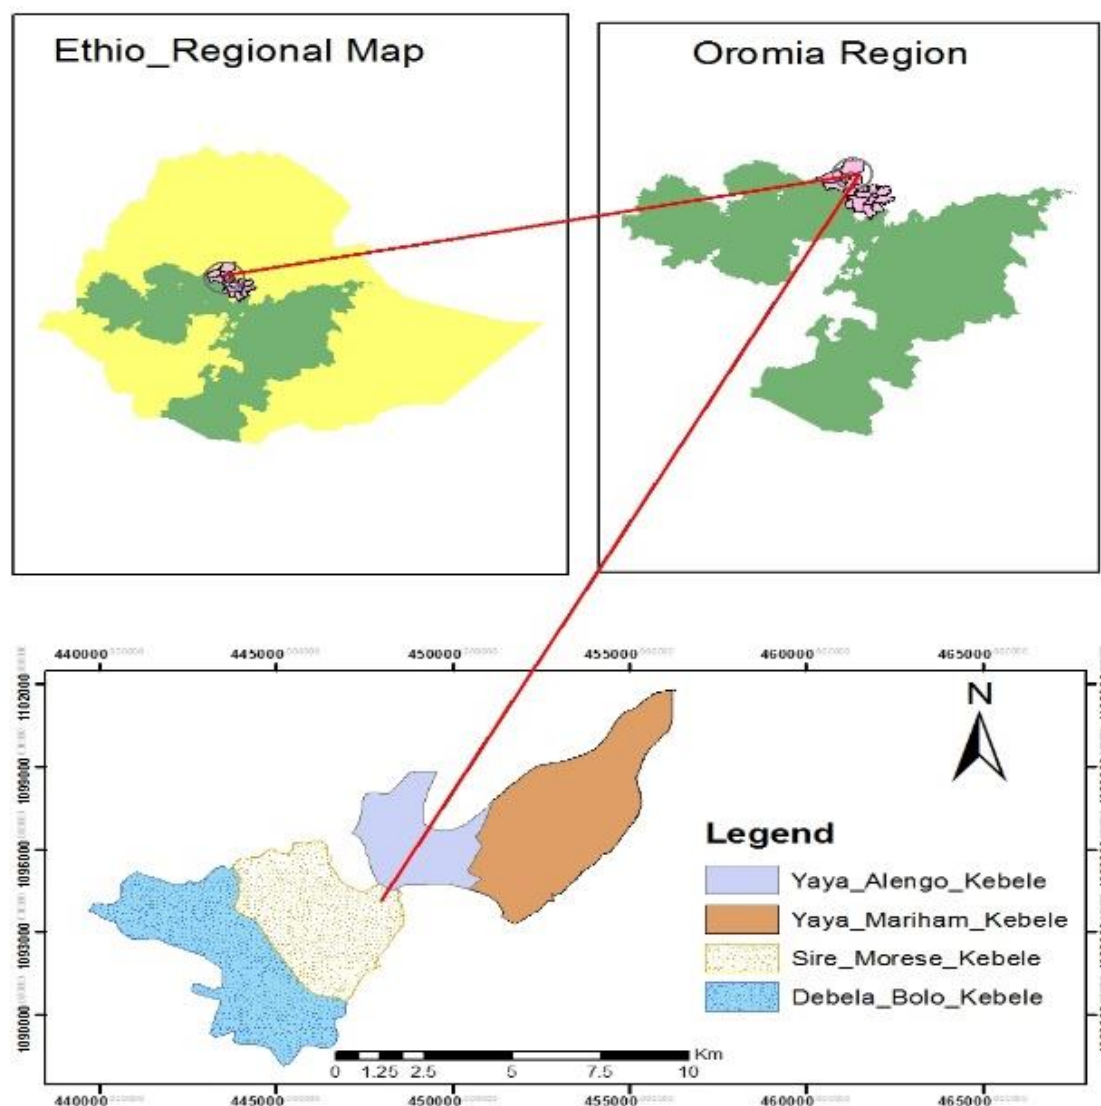 Ethio_Regional Map
Oromia Region
440000 445000 450000 455000 460000 465000
1102000
1099000
1096000
1093000
1090000
N
Legend
Yaya_Alengo_Kebele
Yaya_Mariham_Kebele
Sire_Morese_Kebele
Debela_Bolo_Kebele
Km
0 1.25 2.5 5 7.5 10
440000 445000 450000 455000 460000 465000